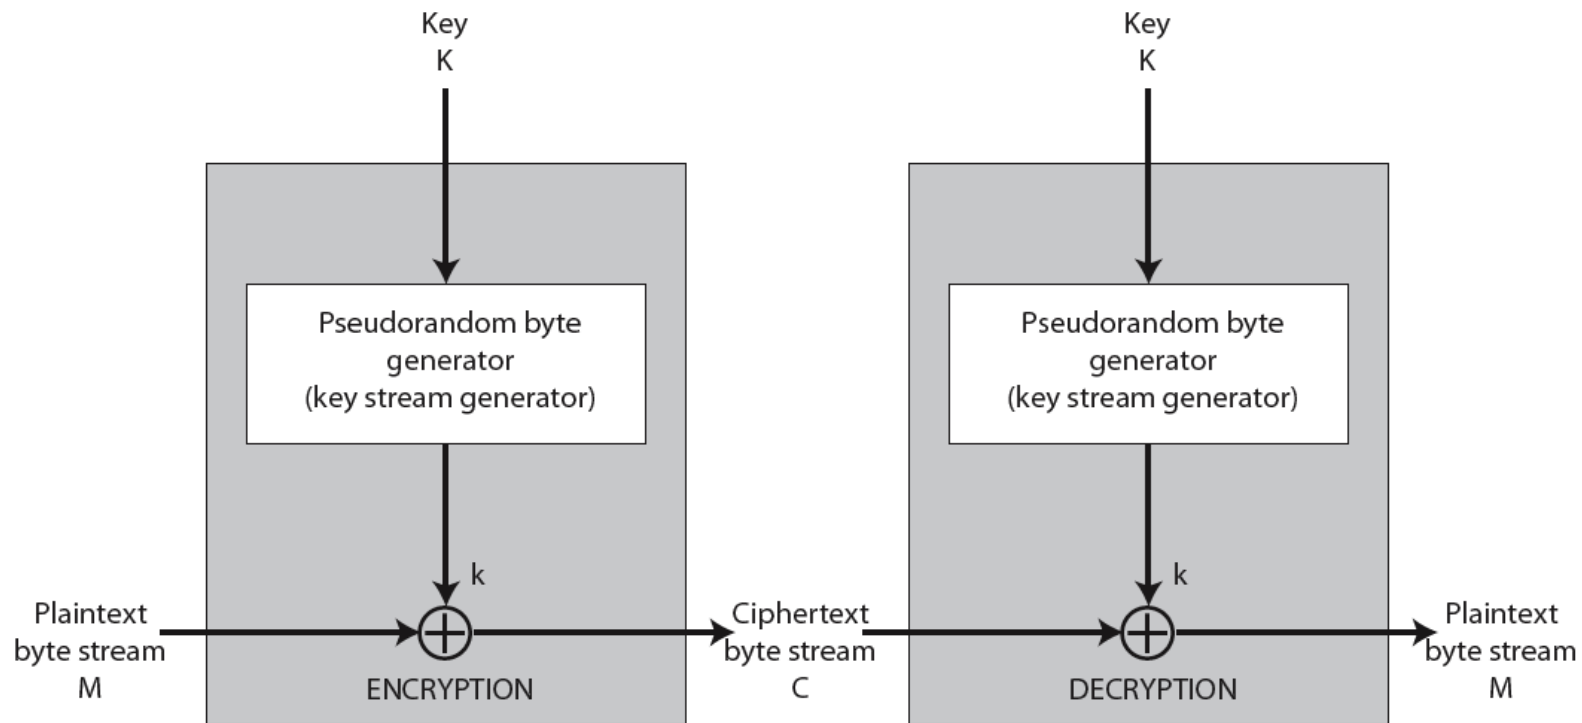 Key
K
Key
K
Pseudorandom byte
generator
(key stream generator)
Pseudorandom byte
generator
(key stream generator)
k
k
Plaintext
byte stream
M
Ciphertext
byte stream
C
Plaintext
byte stream
M
ENCRYPTION
DECRYPTION